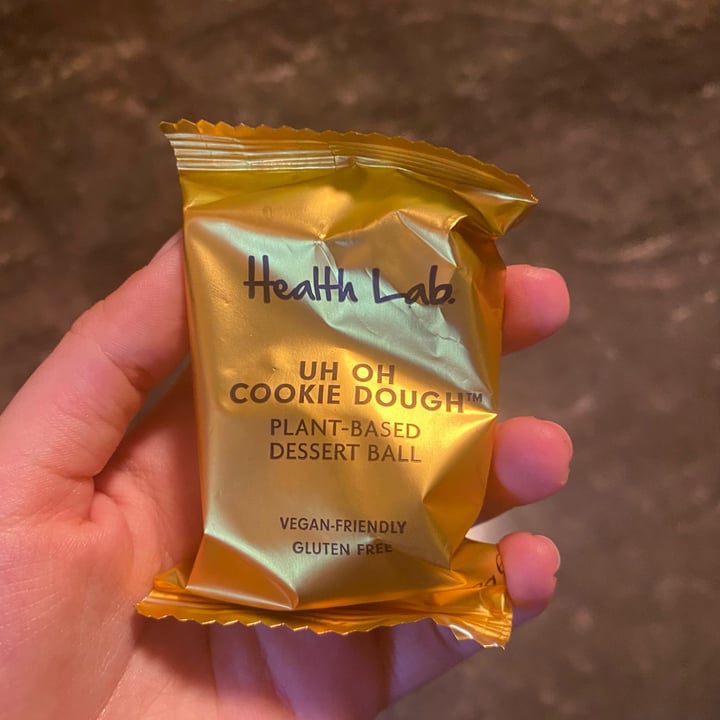 Health Lab.
UH OH
COOKIE DOUGH™
PLANT-BASED
DESSERT BALL
VEGAN-FRIENDLY
GLUTEN FREE